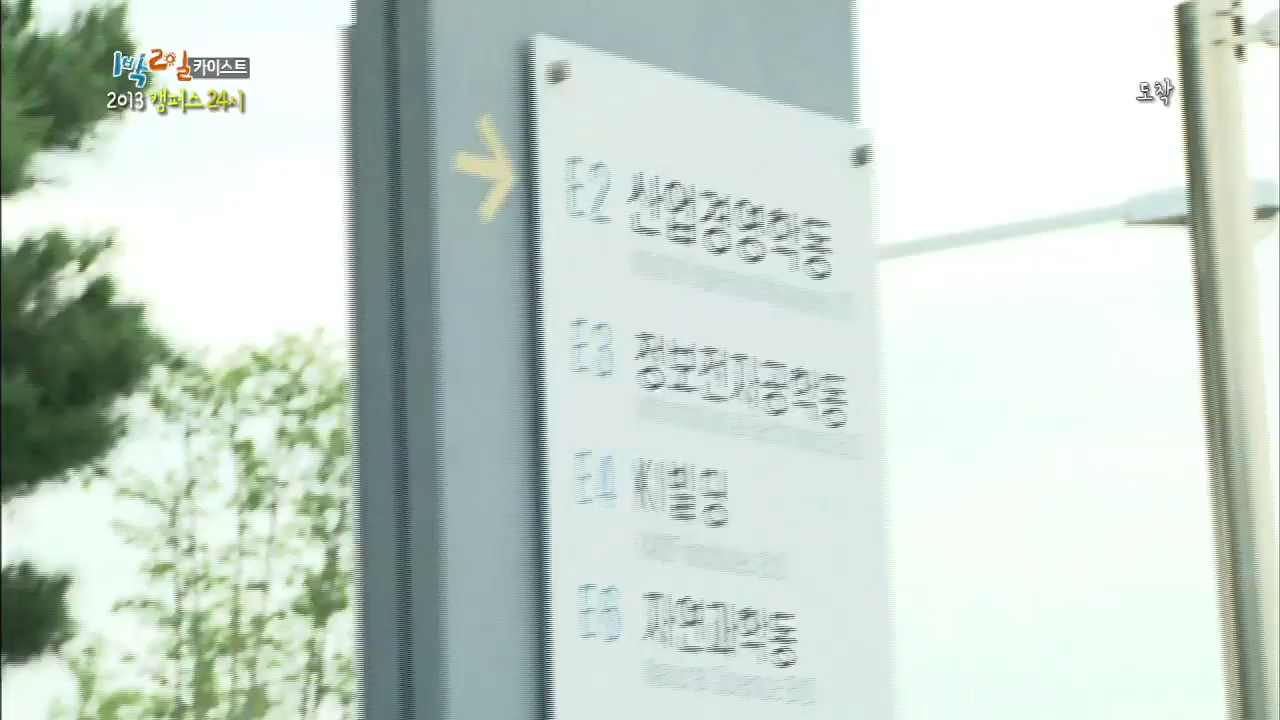 1박2일 카이스트
2013 캠퍼스 24시
도착
E2 산업경영학동
E3 정보전자공학동
E4 KI빌딩
E6 자연과학동